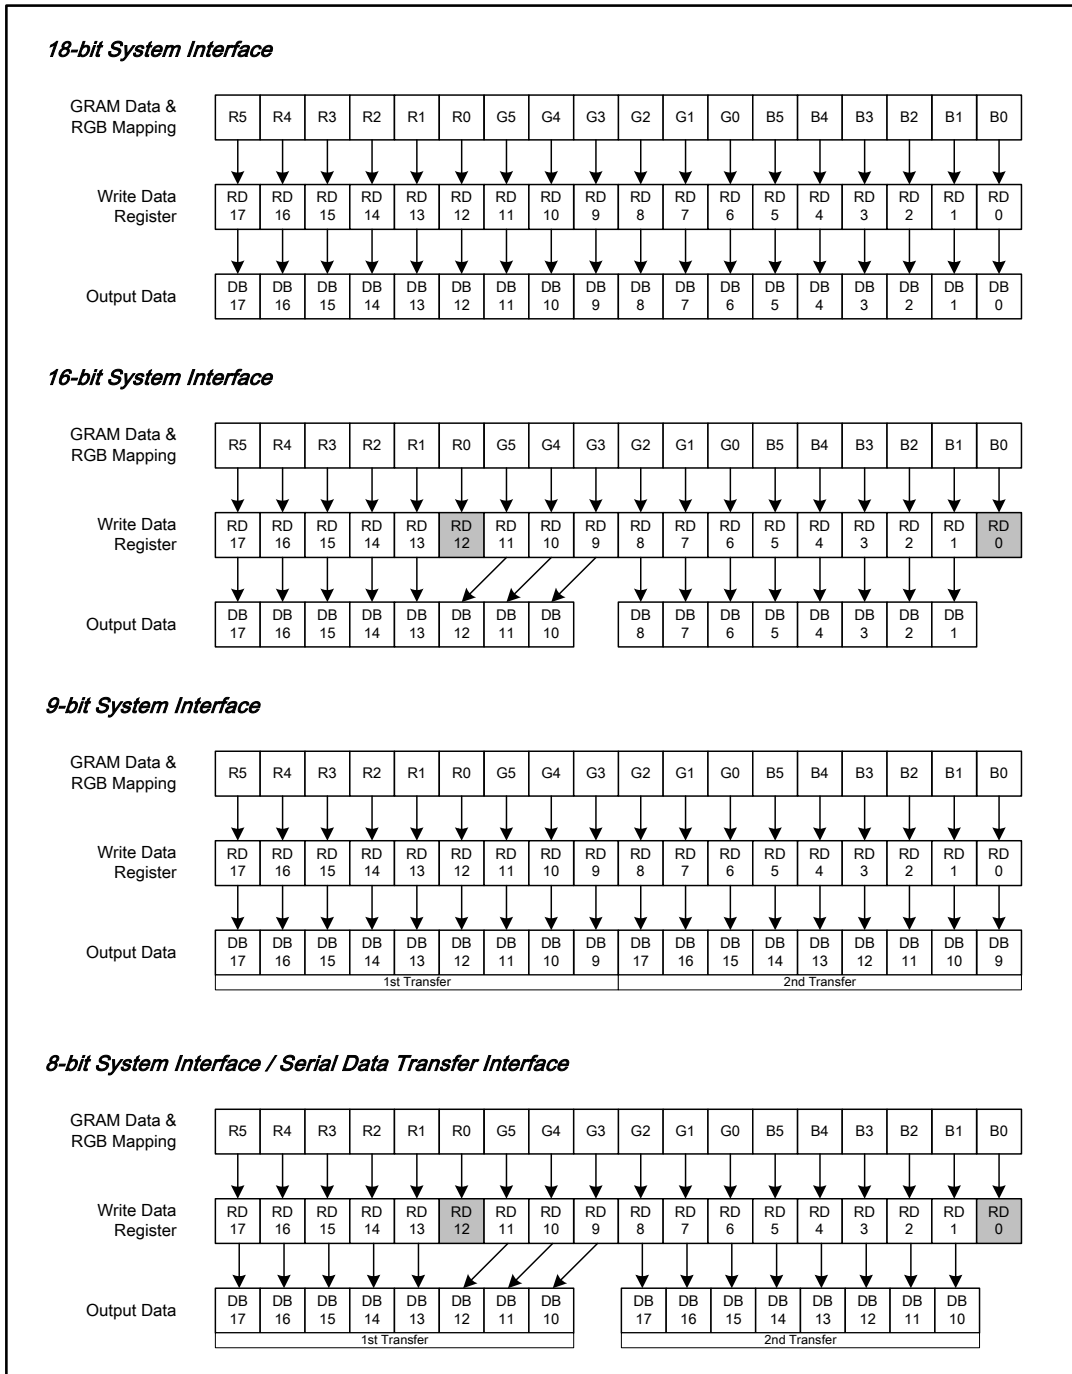 18-bit System Interface
GRAM Data &
RGB Mapping
R5 R4 R3 R2 R1 R0 G5 G4 G3 G2 G1 G0 B5 B4 B3 B2 B1 B0
Write Data
Register
RD RD RD RD RD RD RD RD RD RD RD RD RD RD RD RD RD RD
17 16 15 14 13 12 11 10 9 8 7 6 5 4 3 2 1 0
Output Data
DB DB DB DB DB DB DB DB DB DB DB DB DB DB DB DB DB DB
17 16 15 14 13 12 11 10 9 8 7 6 5 4 3 2 1 0
16-bit System Interface
GRAM Data &
RGB Mapping
R5 R4 R3 R2 R1 R0 G5 G4 G3 G2 G1 G0 B5 B4 B3 B2 B1 B0
Write Data
Register
RD RD RD RD RD RD RD RD RD RD RD RD RD RD RD RD RD RD
17 16 15 14 13 12 11 10 9 8 7 6 5 4 3 2 1 0
Output Data
DB DB DB DB DB DB DB DB DB DB DB DB DB DB DB DB
17 16 15 14 13 12 11 10 8 7 6 5 4 3 2 1
9-bit System Interface
GRAM Data &
RGB Mapping
R5 R4 R3 R2 R1 R0 G5 G4 G3 G2 G1 G0 B5 B4 B3 B2 B1 B0
Write Data
Register
RD RD RD RD RD RD RD RD RD RD RD RD RD RD RD RD RD RD
17 16 15 14 13 12 11 10 9 8 7 6 5 4 3 2 1 0
Output Data
DB DB DB DB DB DB DB DB DB DB DB DB DB DB DB DB DB DB
17 16 15 14 13 12 11 10 9 17 16 15 14 13 12 11 10 9
1st Transfer 2nd Transfer
8-bit System Interface / Serial Data Transfer Interface
GRAM Data &
RGB Mapping
R5 R4 R3 R2 R1 R0 G5 G4 G3 G2 G1 G0 B5 B4 B3 B2 B1 B0
Write Data
Register
RD RD RD RD RD RD RD RD RD RD RD RD RD RD RD RD RD RD
17 16 15 14 13 12 11 10 9 8 7 6 5 4 3 2 1 0
Output Data
DB DB DB DB DB DB DB DB DB DB DB DB DB DB DB DB
17 16 15 14 13 12 11 10 17 16 15 14 13 12 11 10
1st Transfer 2nd Transfer